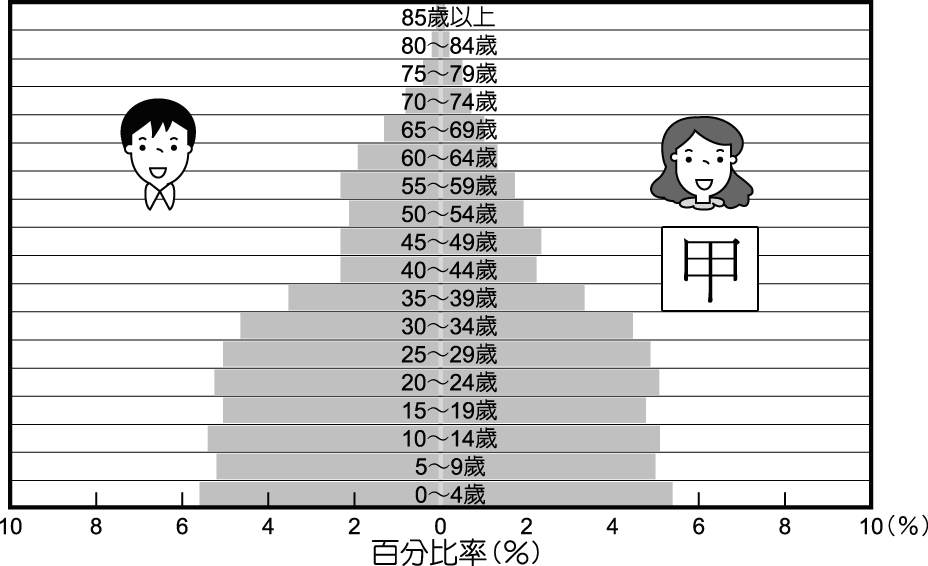 85歲以上
80～84歲
75～79歲
70～74歲
65～69歲
60～64歲
55～59歲
50～54歲
45～49歲
甲
40～44歲
35～39歲
30～34歲
25～29歲
20～24歲
15～19歲
10～14歲
5～9歲
0～4歲
10 8 6 4 2 0 2 4 6 8 10(%)
百分比率(%)